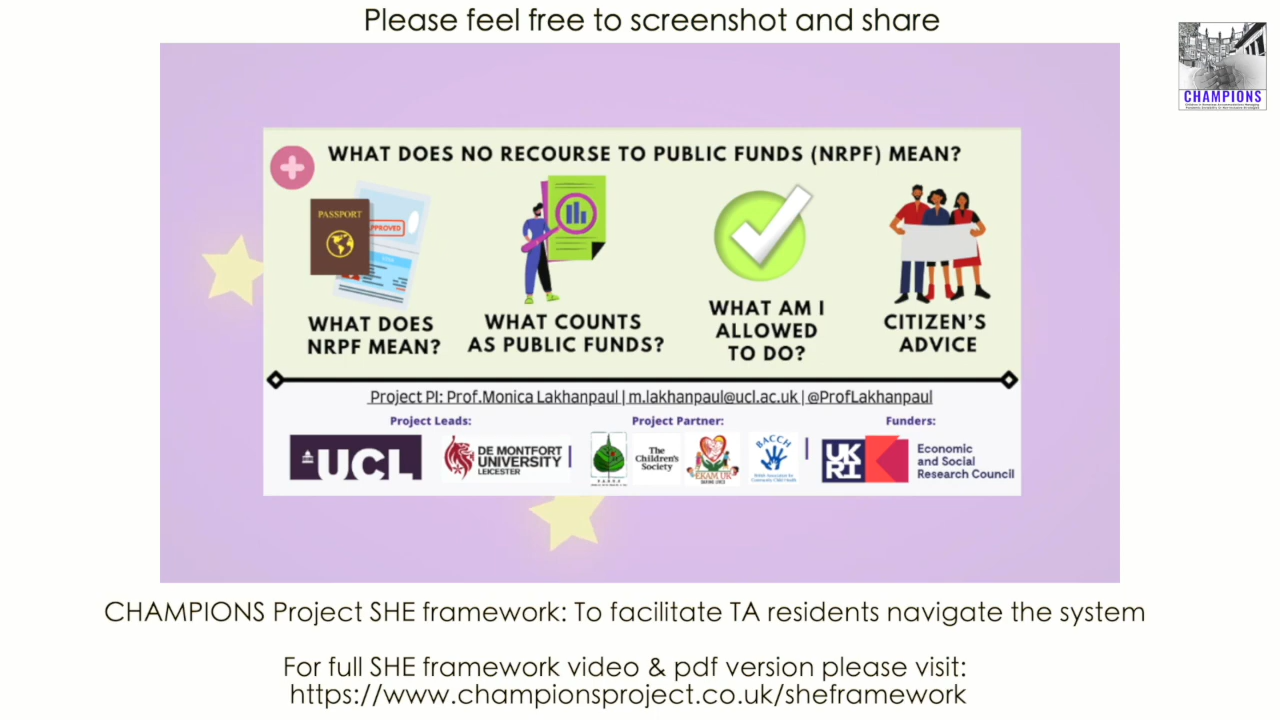 Please feel free to screenshot and share
CHAMPIONS
WHAT DOES NO RECOURSE TO PUBLIC FUNDS (NRPF) MEAN?
PASSPORT
APPROVED
WHAT DOES
NRPF MEAN?
WHAT COUNTS
AS PUBLIC FUNDS?
WHAT AM I
ALLOWED
TO DO?
CITIZEN'S
ADVICE
Project PI: Prof.Monica Lakhanpaul | m.lakhanpaul@ucl.ac.uk | @ProfLakhanpaul
Project Leads:
Project Partner:
Funders:
UCL
DE MONTFORT
UNIVERSITY
LEICESTER
The
Children's
Society
EKAM UK
BACCH
UK
RI
Economic
and Social
Research Council
CHAMPIONS Project SHE framework: To facilitate TA residents navigate the system
For full SHE framework video & pdf version please visit:
https://www.championsproject.co.uk/sheframework